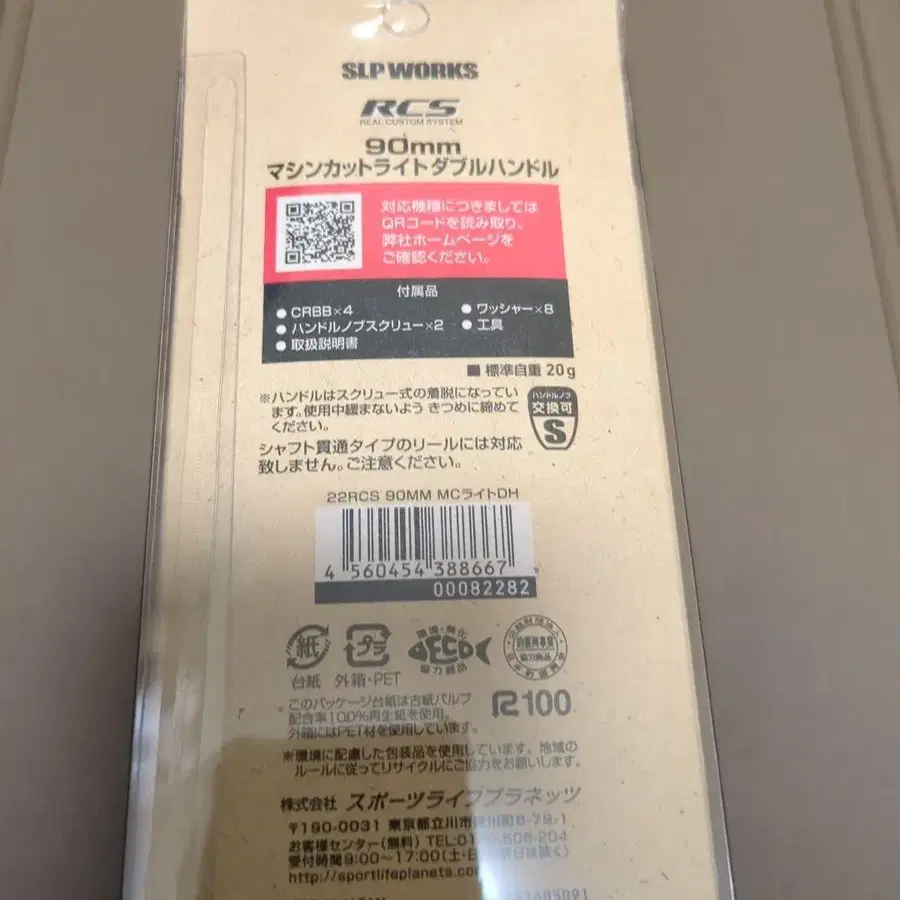 SLP WORKS
RCS
REAL CUSTOM SYSTEM
90mm
マシンカットライトダブルハンドル
対応機種につきましては
QRコードを読み取り、
弊社ホームページを
ご確認ください。
付属品
●CRBB×4
●ハンドルノブスクリュー×2
●取扱説明書
●ワッシャー×8
●工具
■標準自重 20g
※ハンドルはスクリュー式の着脱になってい
ます。使用中緩まないよう きつめに締めて
ください。
ハンドルノブ
交換可
S
シャフト貫通タイプのリールには対応
致しません。ご注意ください。
22RCS 90MM MCライトDH
4 560454 388667
00082282
紙
プラ
環境・美化
ECO
協力商品
台紙 外箱・PET
このパッケージ台紙は古紙パルプ
配合率100%再生紙を使用。
外箱にはPET材を使用しています。
R100
※環境に配慮した包装品を使用しています。地域の
ルールに従ってリサイクルにご協力をお願いします。
株式会社 スポーツライフプラネッツ
〒190-0031 東京都立川市
お客様センター(無料) TEL:
受付時間9:00~17:00(土・
http://sportlifeplanets.co